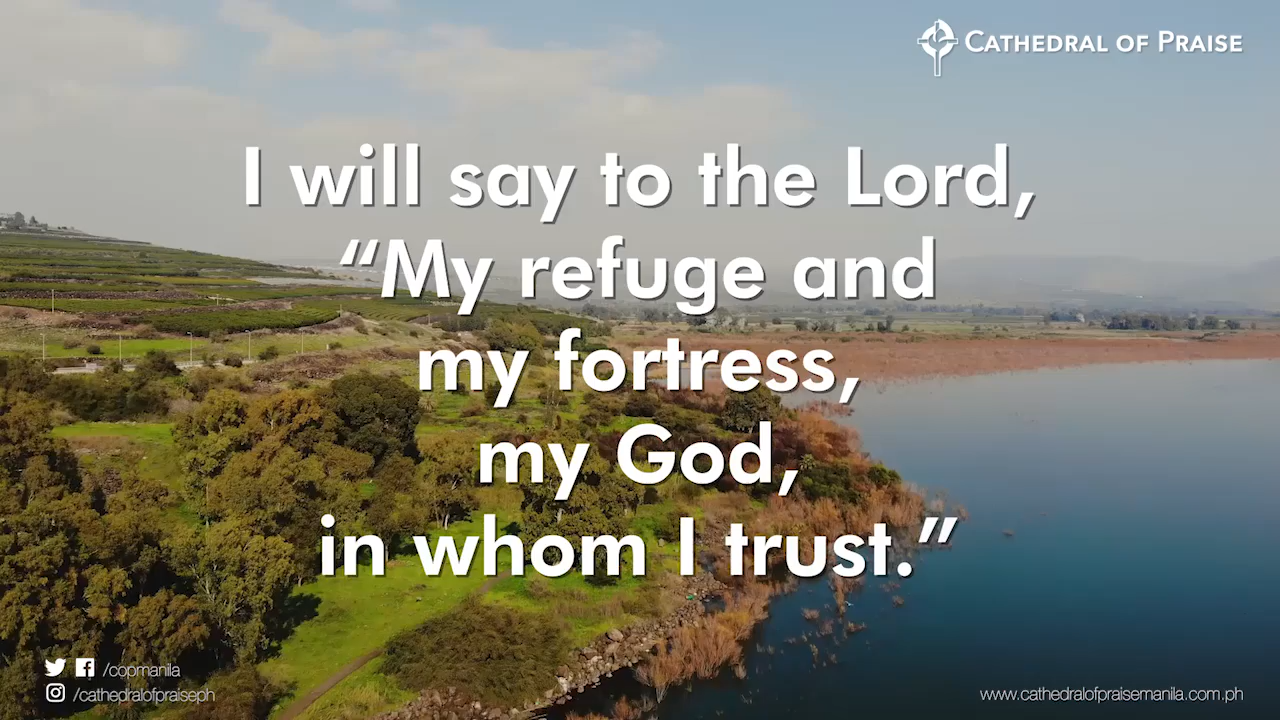 CATHEDRAL OF PRAISE
I will say to the Lord,
“My refuge and
my fortress,
my God,
in whom I trust.”
/copmanila
/cathedralofpraiseph
www.cathedralofpraisemanila.com.ph